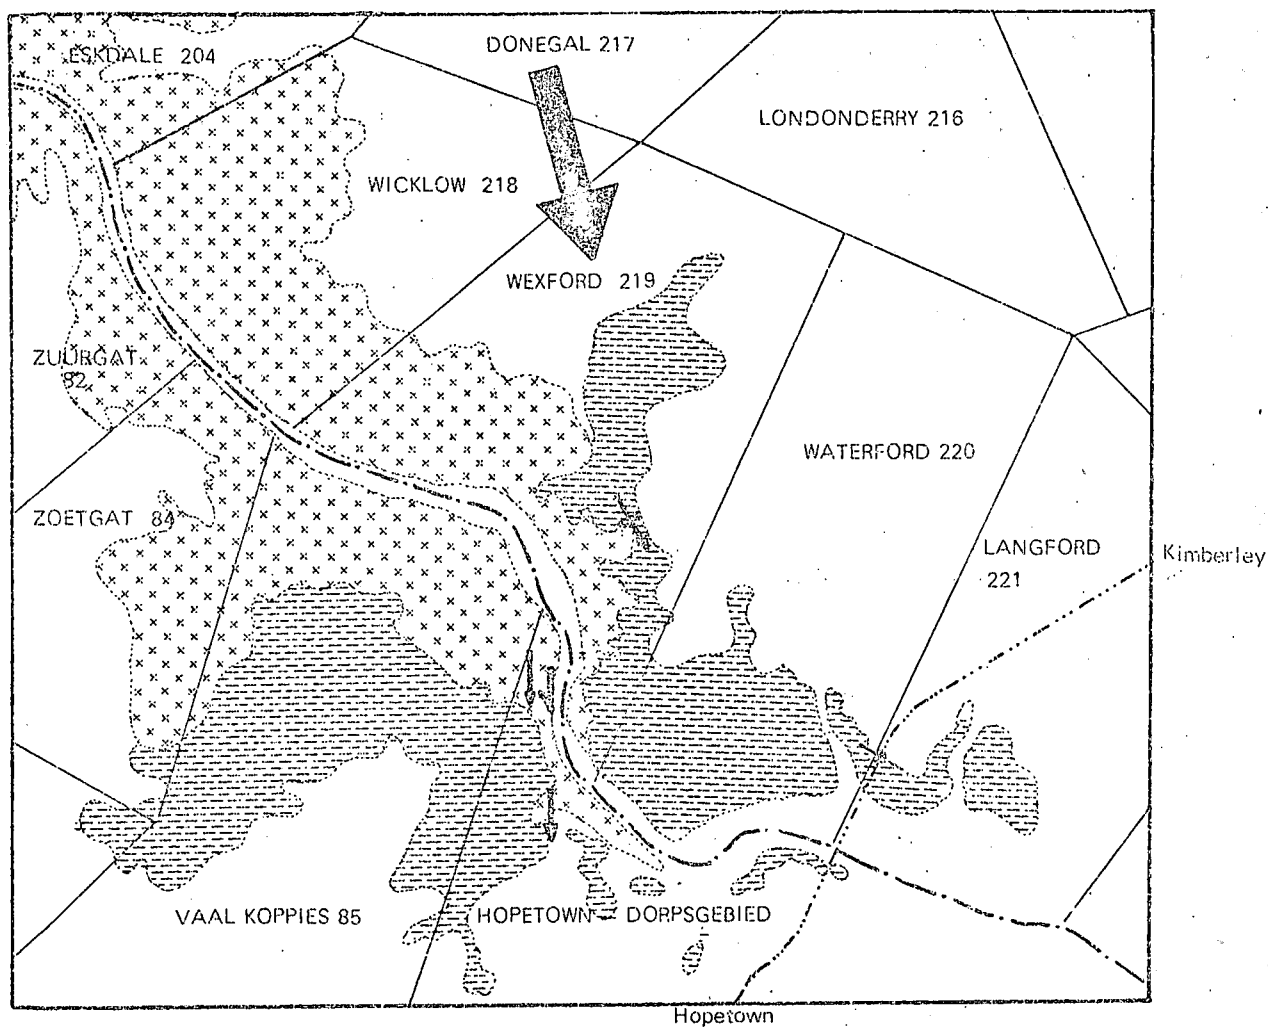 ESKDALE 204
DONEGAL 217
LONDONDERRY 216
WICKLOW 218
WEXFORD 219
ZUURGAT
82
WATERFORD 220
ZOETGAT 84
LANGFORD
221
Kimberley
VAAL KOPPIES 85
HOPETOWN - DORPSGEBIED
Hopetown